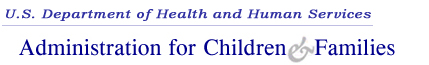 U.S. Department of Health and Human Services
Administration for Children & Families